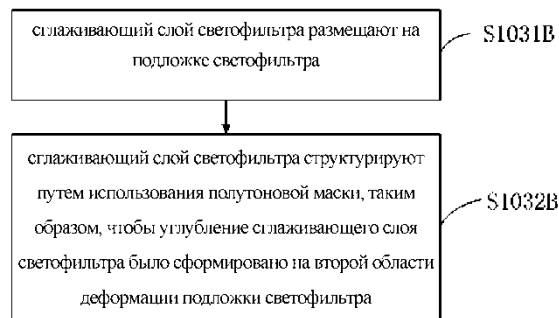 сглаживающий слой светофильтра размещают на
подложке светофильтра
S1031B
сглаживающий слой светофильтра структурируют
путем использования полутоновой маски, таким
образом, чтобы углубление сглаживающего слоя
светофильтра было сформировано на второй области
деформации подложки светофильтра
S1032B